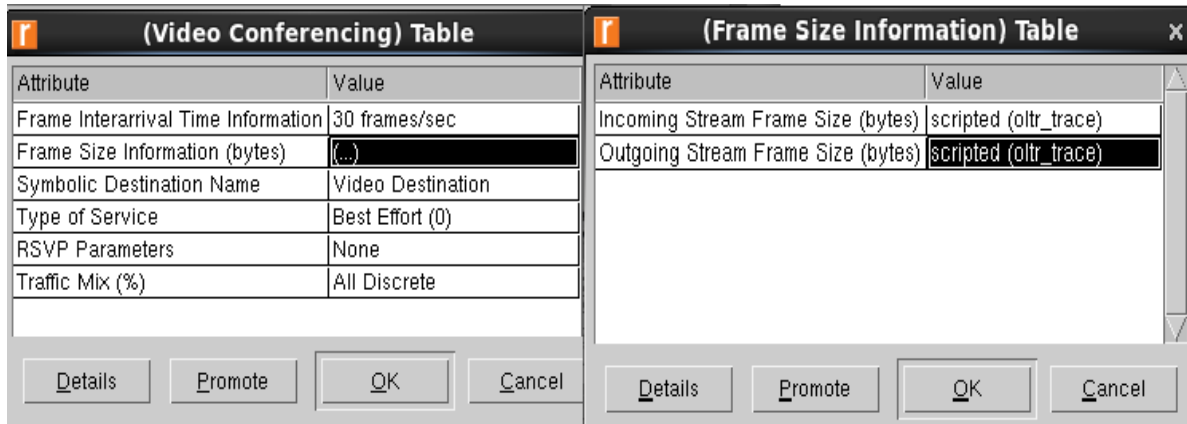 (Video Conferencing) Table
Attribute Value
Frame Interarrival Time Information 30 frames/sec
Frame Size Information (bytes) (...)
Symbolic Destination Name Video Destination
Type of Service Best Effort (0)
RSVP Parameters None
Traffic Mix (%) All Discrete
Details Promote OK Cancel
(Frame Size Information) Table
Attribute Value
Incoming Stream Frame Size (bytes) scripted (oltr_trace)
Outgoing Stream Frame Size (bytes) scripted (oltr_trace)
Details Promote OK Cancel